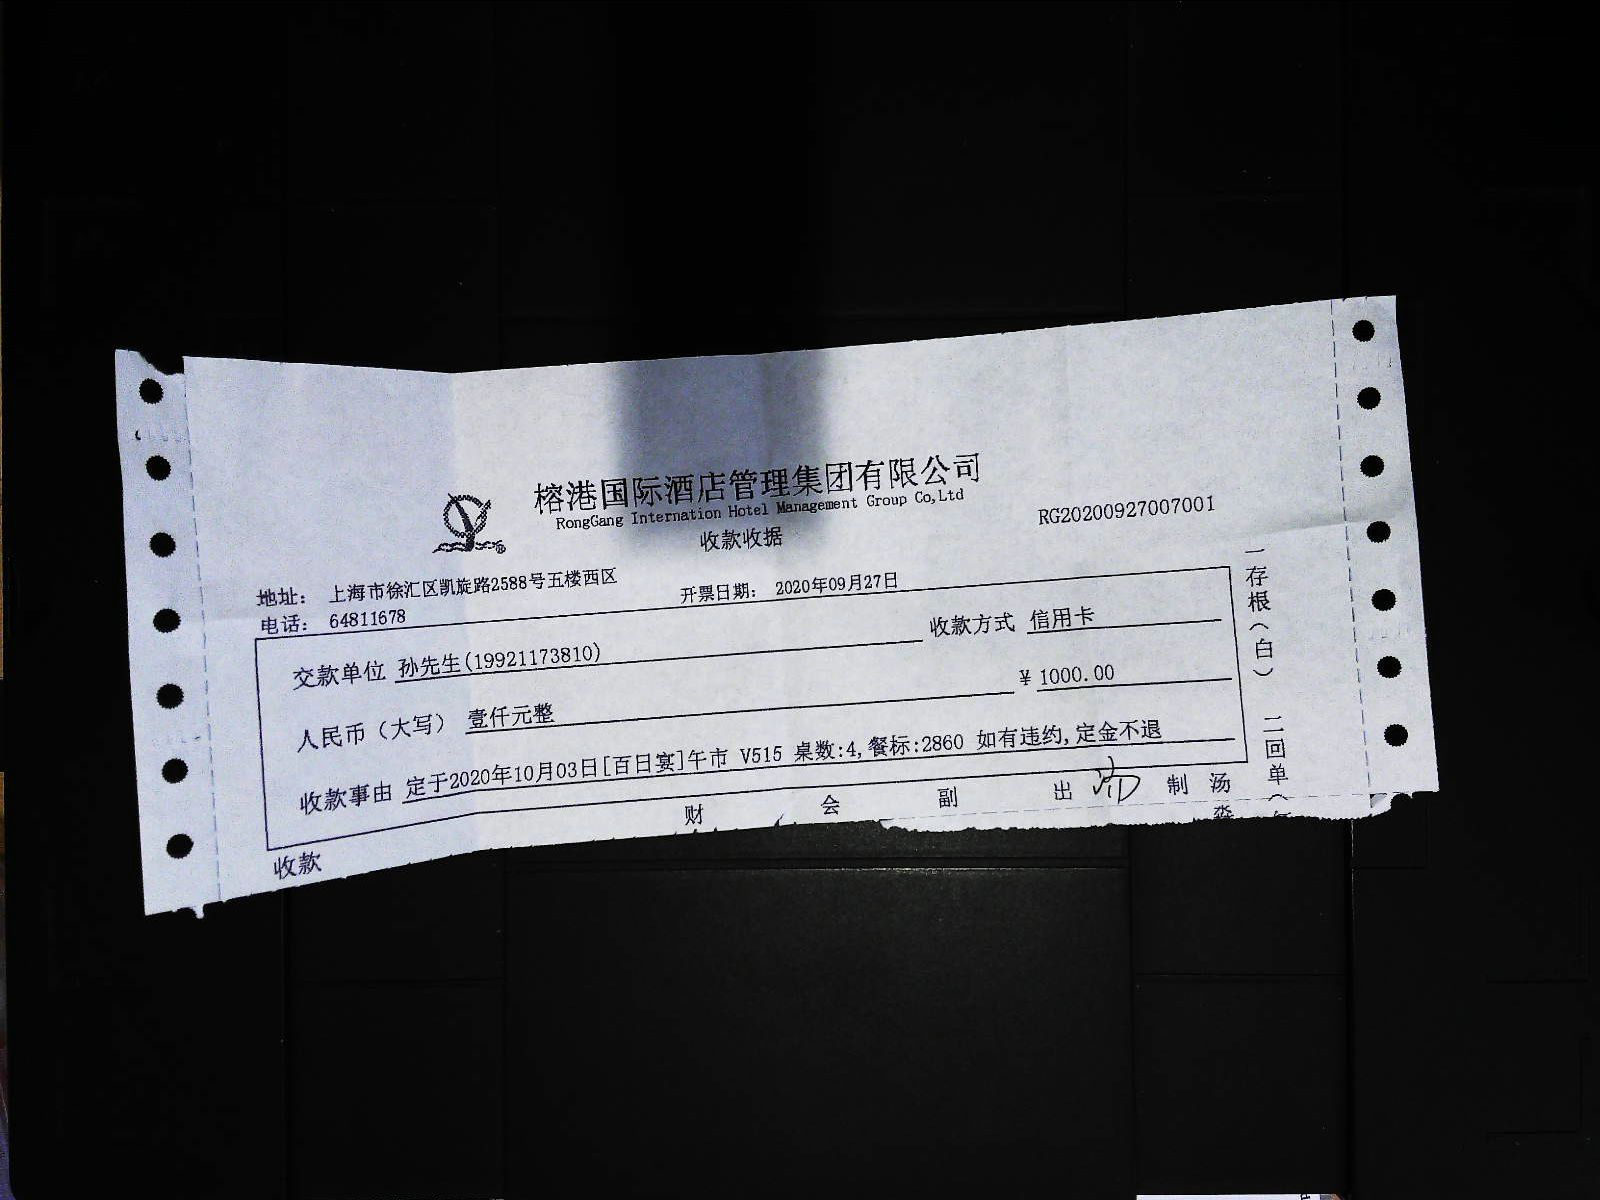 榕港国际酒店管理集团有限公司
RongGang Internation Hotel Management Group Co,Ltd
收款收据
RG20200927007001
地址： 上海市徐汇区凯旋路2588号五楼西区
开票日期： 2020年09月27日
电话： 64811678
交款单位 孙先生(19921173810) 收款方式 信用卡
人民币（大写） 壹仟元整 ¥ 1000.00
收款事由 定于2020年10月03日[百日宴]午市 V515 桌数:4,餐标:2860 如有违约,定金不退
收款 财 会 副 出 制 汤
一存根（白） 二回单（